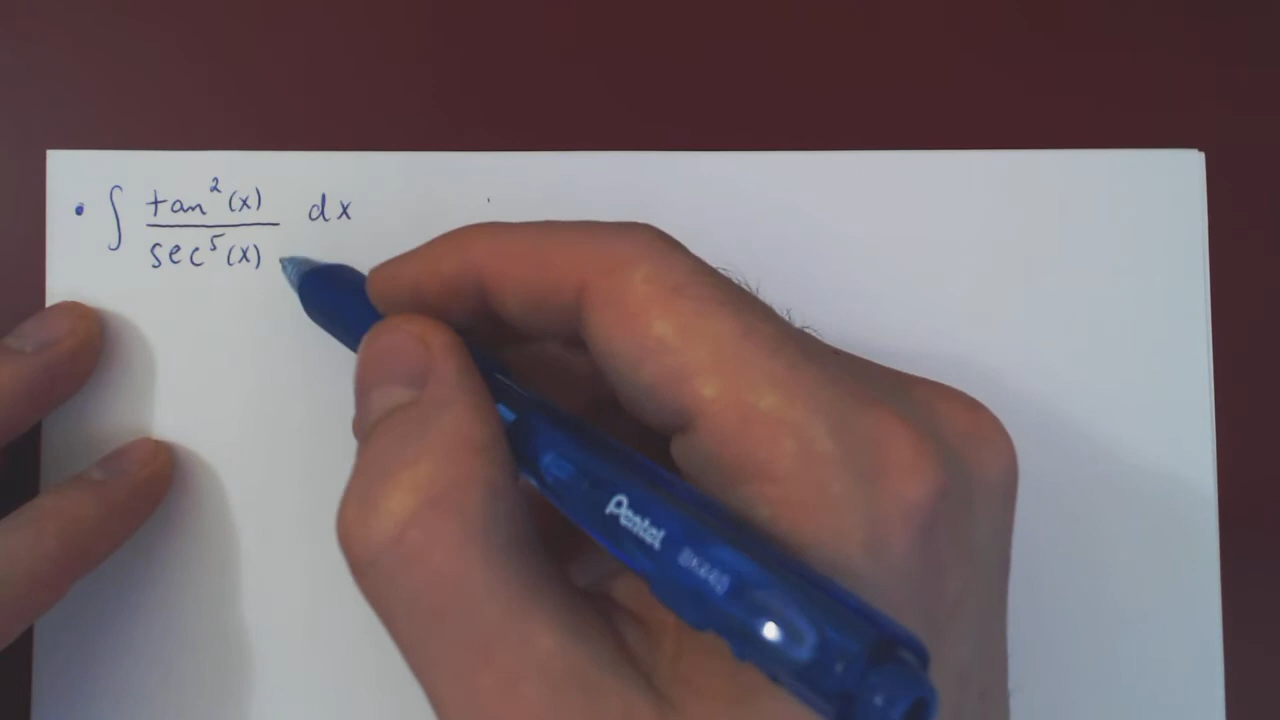 • ∫ tan²(x) / sec⁵(x) dx
Pentel